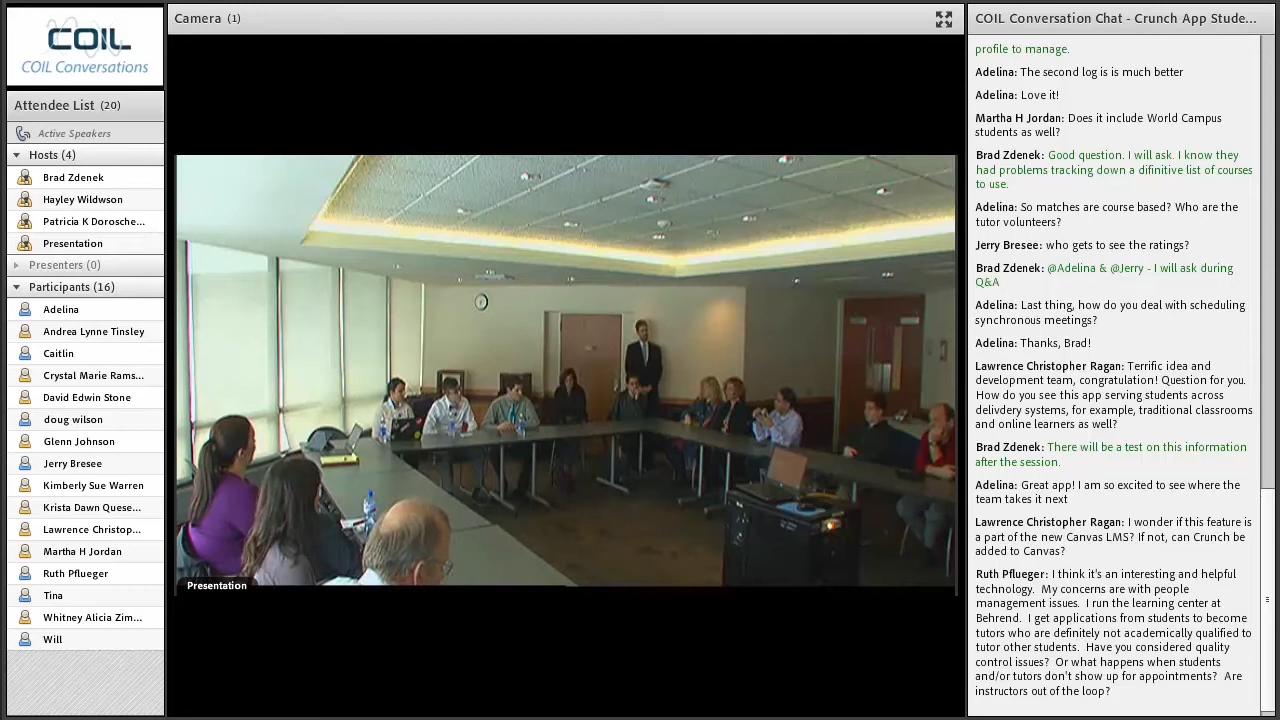 COIL
COIL Conversations
Attendee List (20)
Active Speakers
Hosts (4)
Brad Zdenek
Hayley Wildwson
Patricia K Dorosche...
Presentation
Presenters (0)
Participants (16)
Adelina
Andrea Lynne Tinsley
Caitlin
Crystal Marie Rams...
David Edwin Stone
doug wilson
Glenn Johnson
Jerry Bresee
Kimberly Sue Warren
Krista Dawn Quese...
Lawrence Christop...
Martha H Jordan
Ruth Pflueger
Tina
Whitney Alicia Zim...
Will
Camera (1)
Presentation
COIL Conversation Chat - Crunch App Stude...
profile to manage.
Adelina: The second log is is much better
Adelina: Love it!
Martha H Jordan: Does it include World Campus
students as well?
Brad Zdenek: Good question. I will ask. I know they
had problems tracking down a difinitive list of courses
to use.
Adelina: So matches are course based? Who are the
tutor volunteers?
Jerry Bresee: who gets to see the ratings?
Brad Zdenek: @Adelina & @Jerry - I will ask during
Q&A
Adelina: Last thing, how do you deal with scheduling
synchronous meetings?
Adelina: Thanks, Brad!
Lawrence Christopher Ragan: Terrific idea and
development team, congratulation! Question for you.
How do you see this app serving students across
delivdery systems, for example, traditional classrooms
and online learners as well?
Brad Zdenek: There will be a test on this information
after the session.
Adelina: Great app! I am so excited to see where the
team takes it next
Lawrence Christopher Ragan: I wonder if this feature is
a part of the new Canvas LMS? If not, can Crunch be
added to Canvas?
Ruth Pflueger: I think it's an interesting and helpful
technology. My concerns are with people
management issues. I run the learning center at
Behrend. I get applications from students to become
tutors who are definitely not academically qualified to
tutor other students. Have you considered quality
control issues? Or what happens when students
and/or tutors don't show up for appointments? Are
instructors out of the loop?